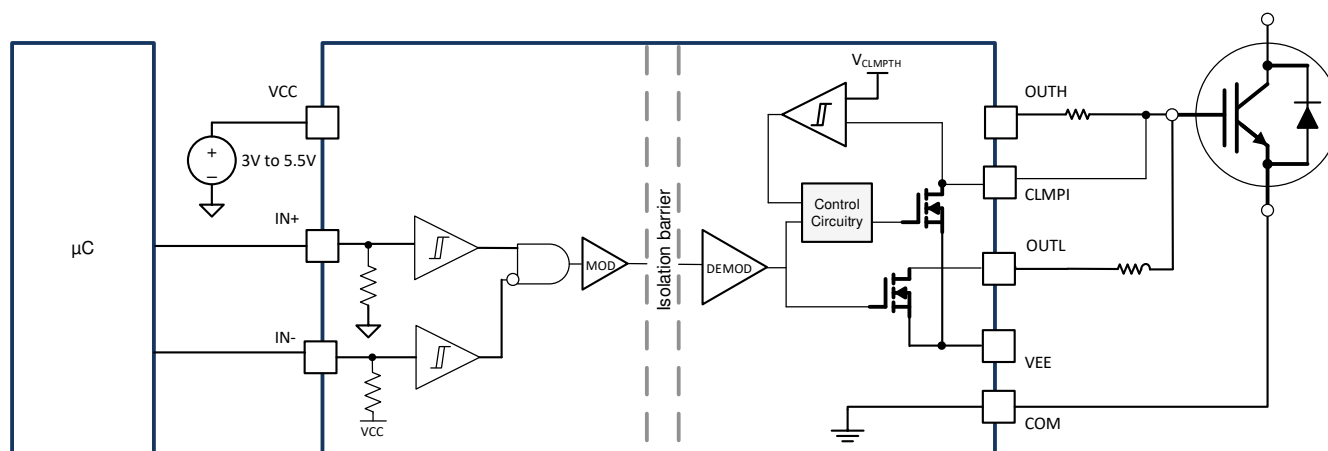 µC
VCC
+
−
3V to 5.5V
IN+
IN-
VCC
MOD
Isolation barrier
DEMOD
VCLMPTH
Control
Circuitry
OUTH
CLMPI
OUTL
VEE
COM